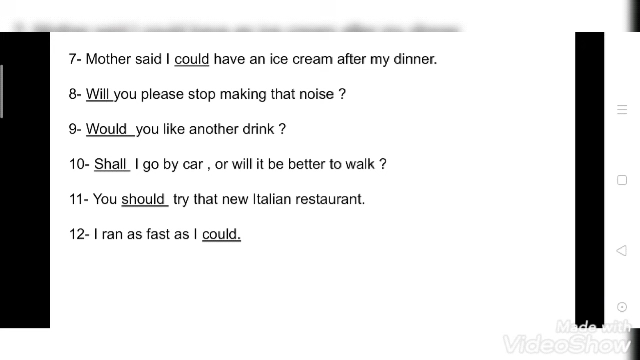 7- Mother said I could have an ice cream after my dinner.
8- Will you please stop making that noise ?
9- Would you like another drink ?
10- Shall I go by car , or will it be better to walk ?
11- You should try that new Italian restaurant.
12- I ran as fast as I could.
Made with
VideoShow